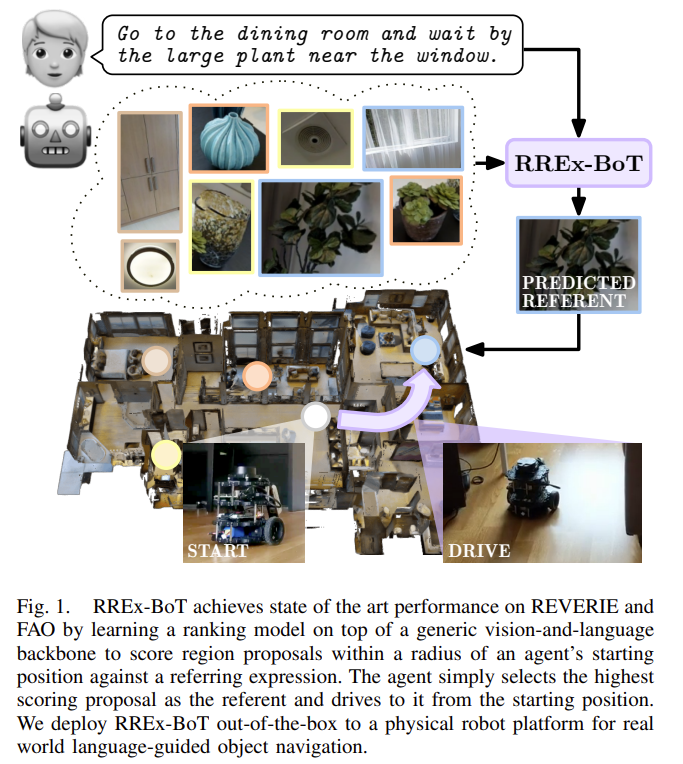 Go to the dining room and wait by
the large plant near the window.
RREx-BoT
PREDICTED
REFERENT
START
DRIVE
Fig. 1. RREx-BoT achieves state of the art performance on REVERIE and
FAO by learning a ranking model on top of a generic vision-and-language
backbone to score region proposals within a radius of an agent's starting
position against a referring expression. The agent simply selects the highest
scoring proposal as the referent and drives to it from the starting position.
We deploy RREx-BoT out-of-the-box to a physical robot platform for real
world language-guided object navigation.